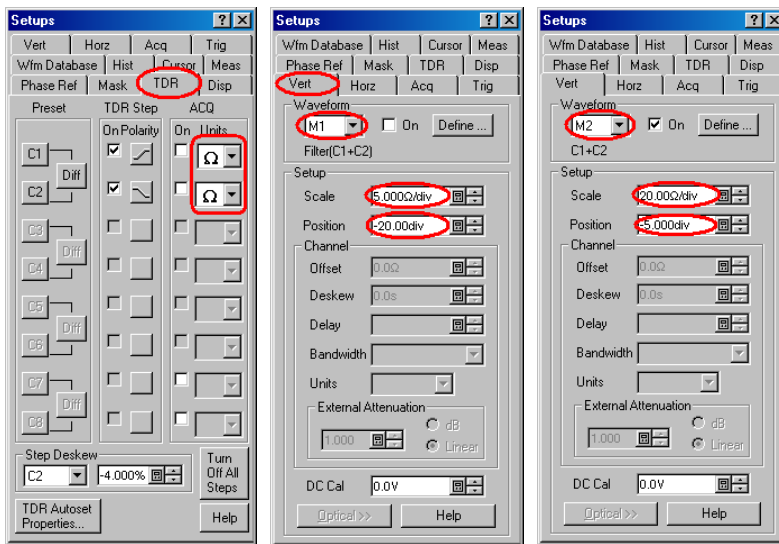 Setups
Vert Horz Acq Trig
Wfm Database Hist Cursor Meas
Phase Ref Mask TDR Disp
Preset TDR Step ACQ
On Polarity On Units
C1
Diff
C2
Ω
Ω
C3
Diff
C4
C5
Diff
C6
C7
Diff
C8
Step Deskew
C2 -4.000%
Turn
Off All
Steps
TDR Autoset
Properties...
Help
Setups
Wfm Database Hist Cursor Meas
Phase Ref Mask TDR Disp
Vert Horz Acq Trig
Waveform
M1 On Define ...
Filter(C1+C2)
Setup
Scale 5.000Ω/div
Position -20.00div
Channel
Offset 0.0Ω
Deskew 0.0s
Delay
Bandwidth
Units
External Attenuation
1.000
dB
Linear
DC Cal 0.0V
Optical >> Help
Setups
Wfm Database Hist Cursor Meas
Phase Ref Mask TDR Disp
Vert Horz Acq Trig
Waveform
M2 On Define ...
C1+C2
Setup
Scale 20.00Ω/div
Position -5.000div
Channel
Offset 0.0Ω
Deskew 0.0s
Delay
Bandwidth
Units
External Attenuation
1.000
dB
Linear
DC Cal 0.0V
Optical >> Help